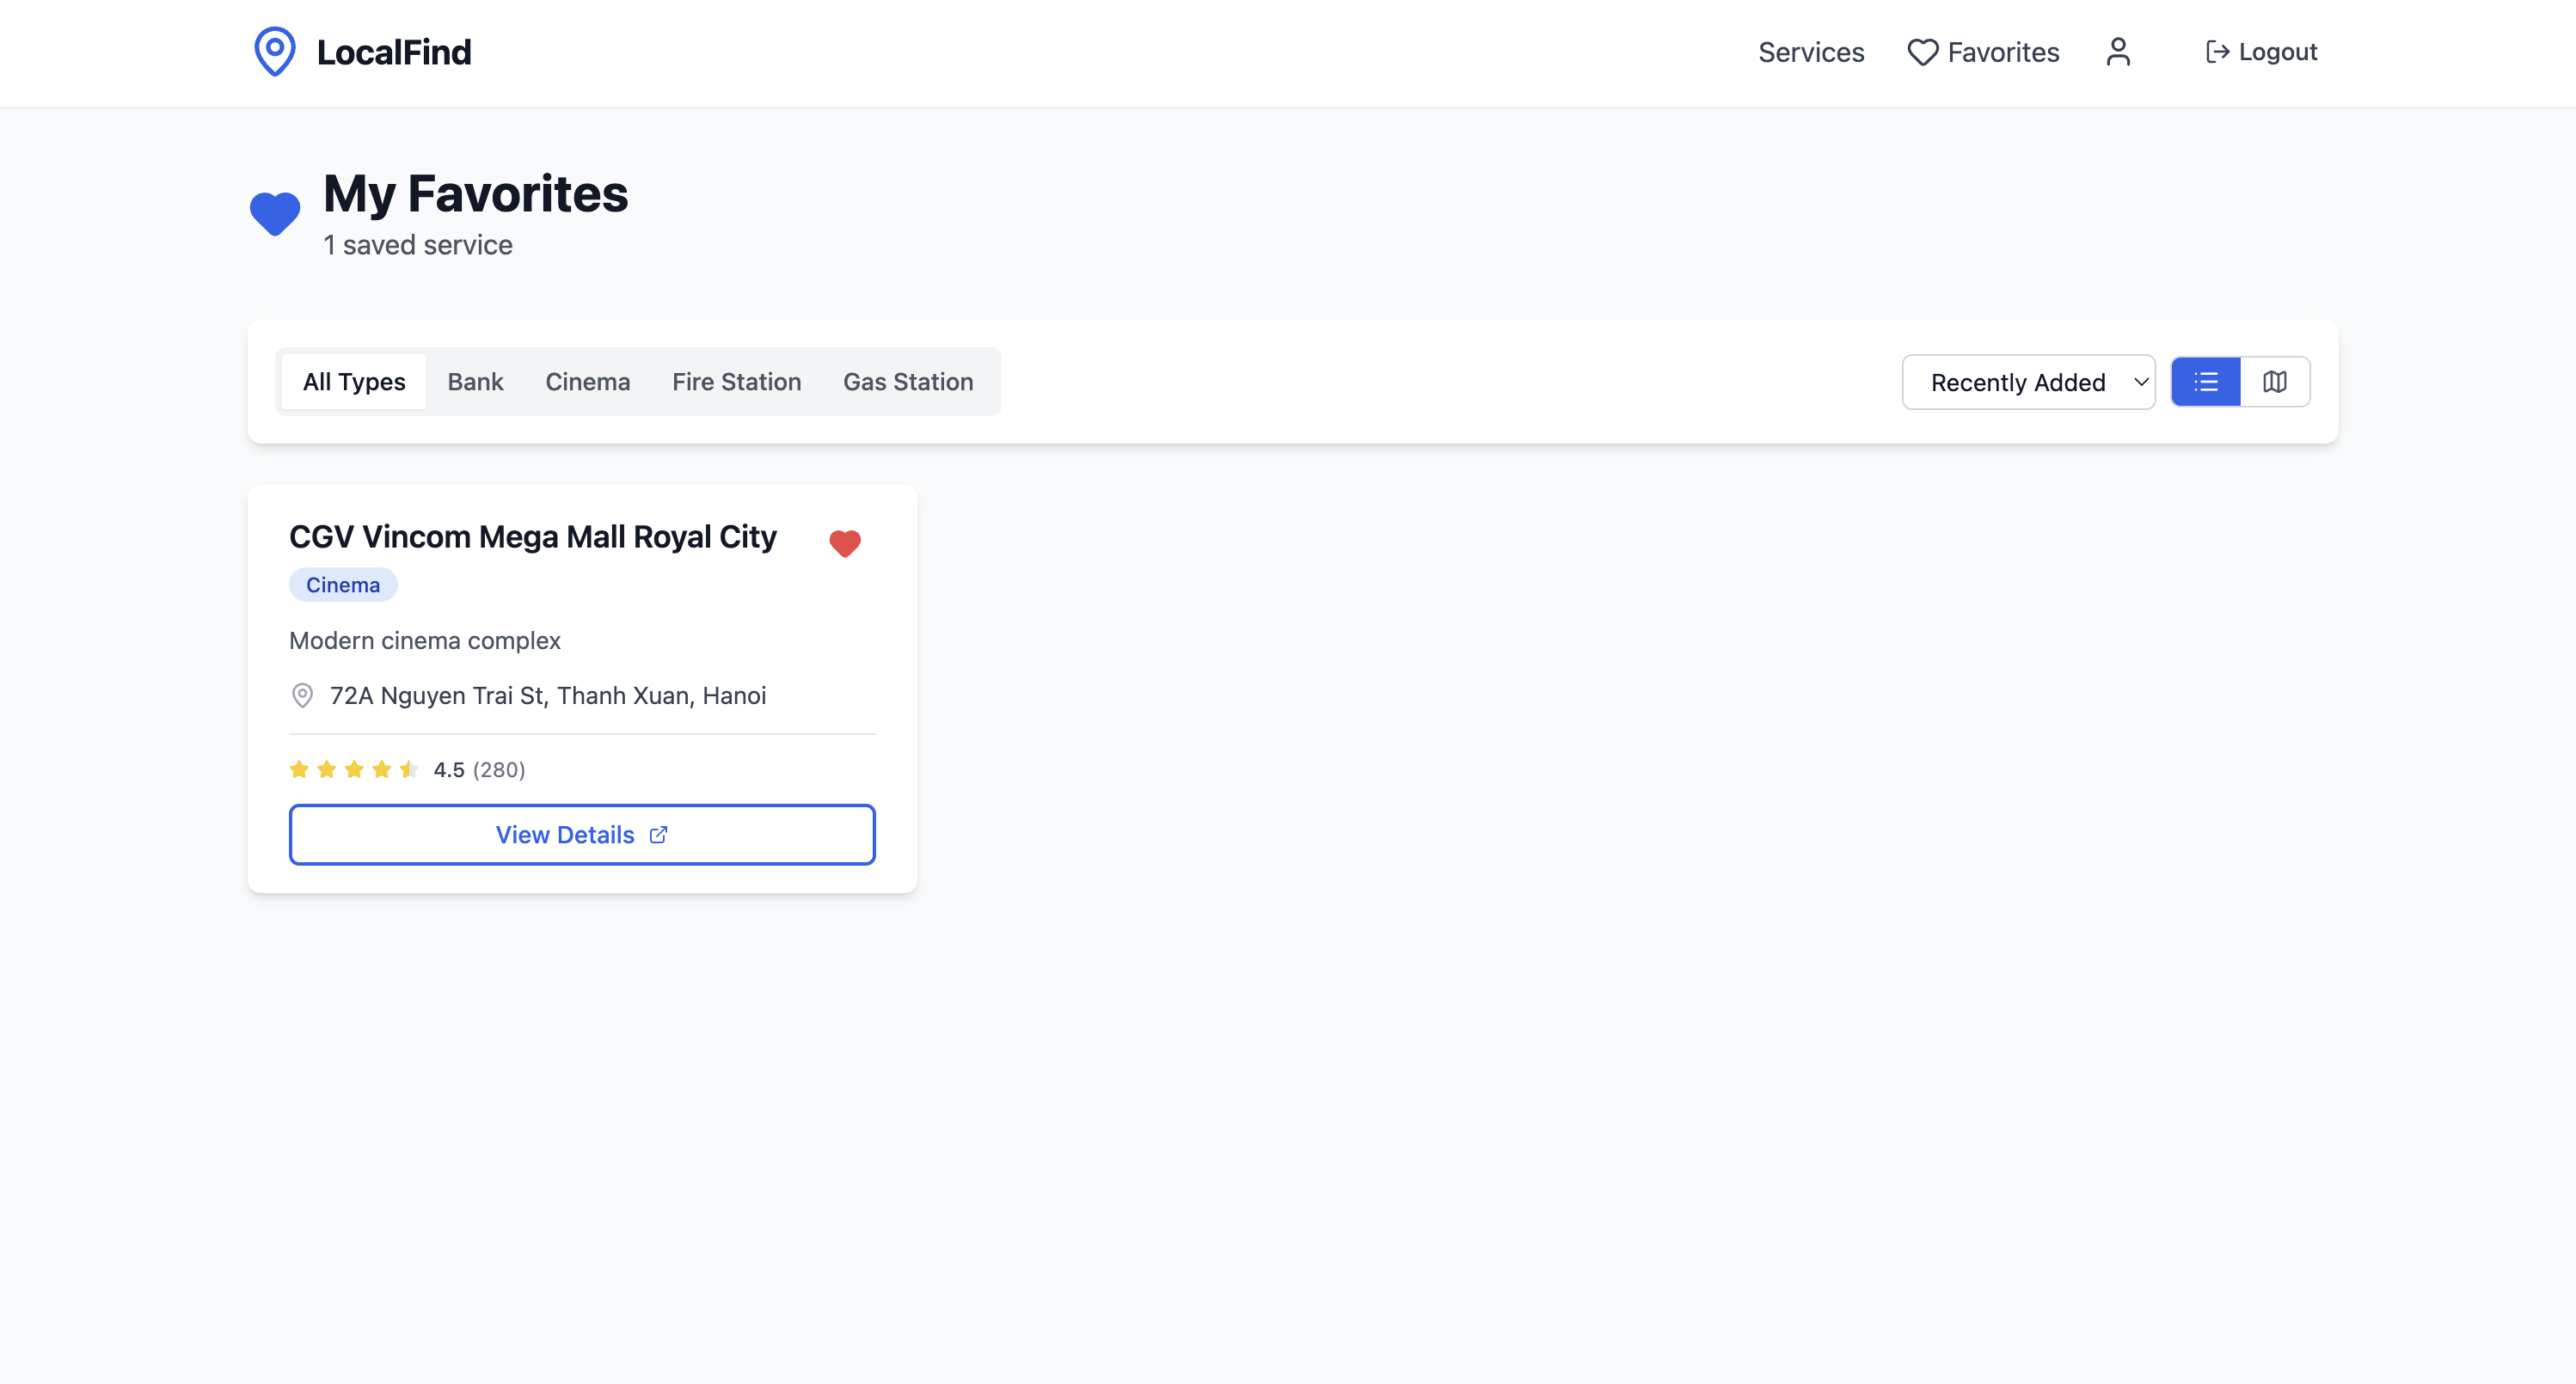 LocalFind
Services Favorites Logout
My Favorites
1 saved service
All Types Bank Cinema Fire Station Gas Station
Recently Added
CGV Vincom Mega Mall Royal City
Cinema
Modern cinema complex
72A Nguyen Trai St, Thanh Xuan, Hanoi
4.5 (280)
View Details